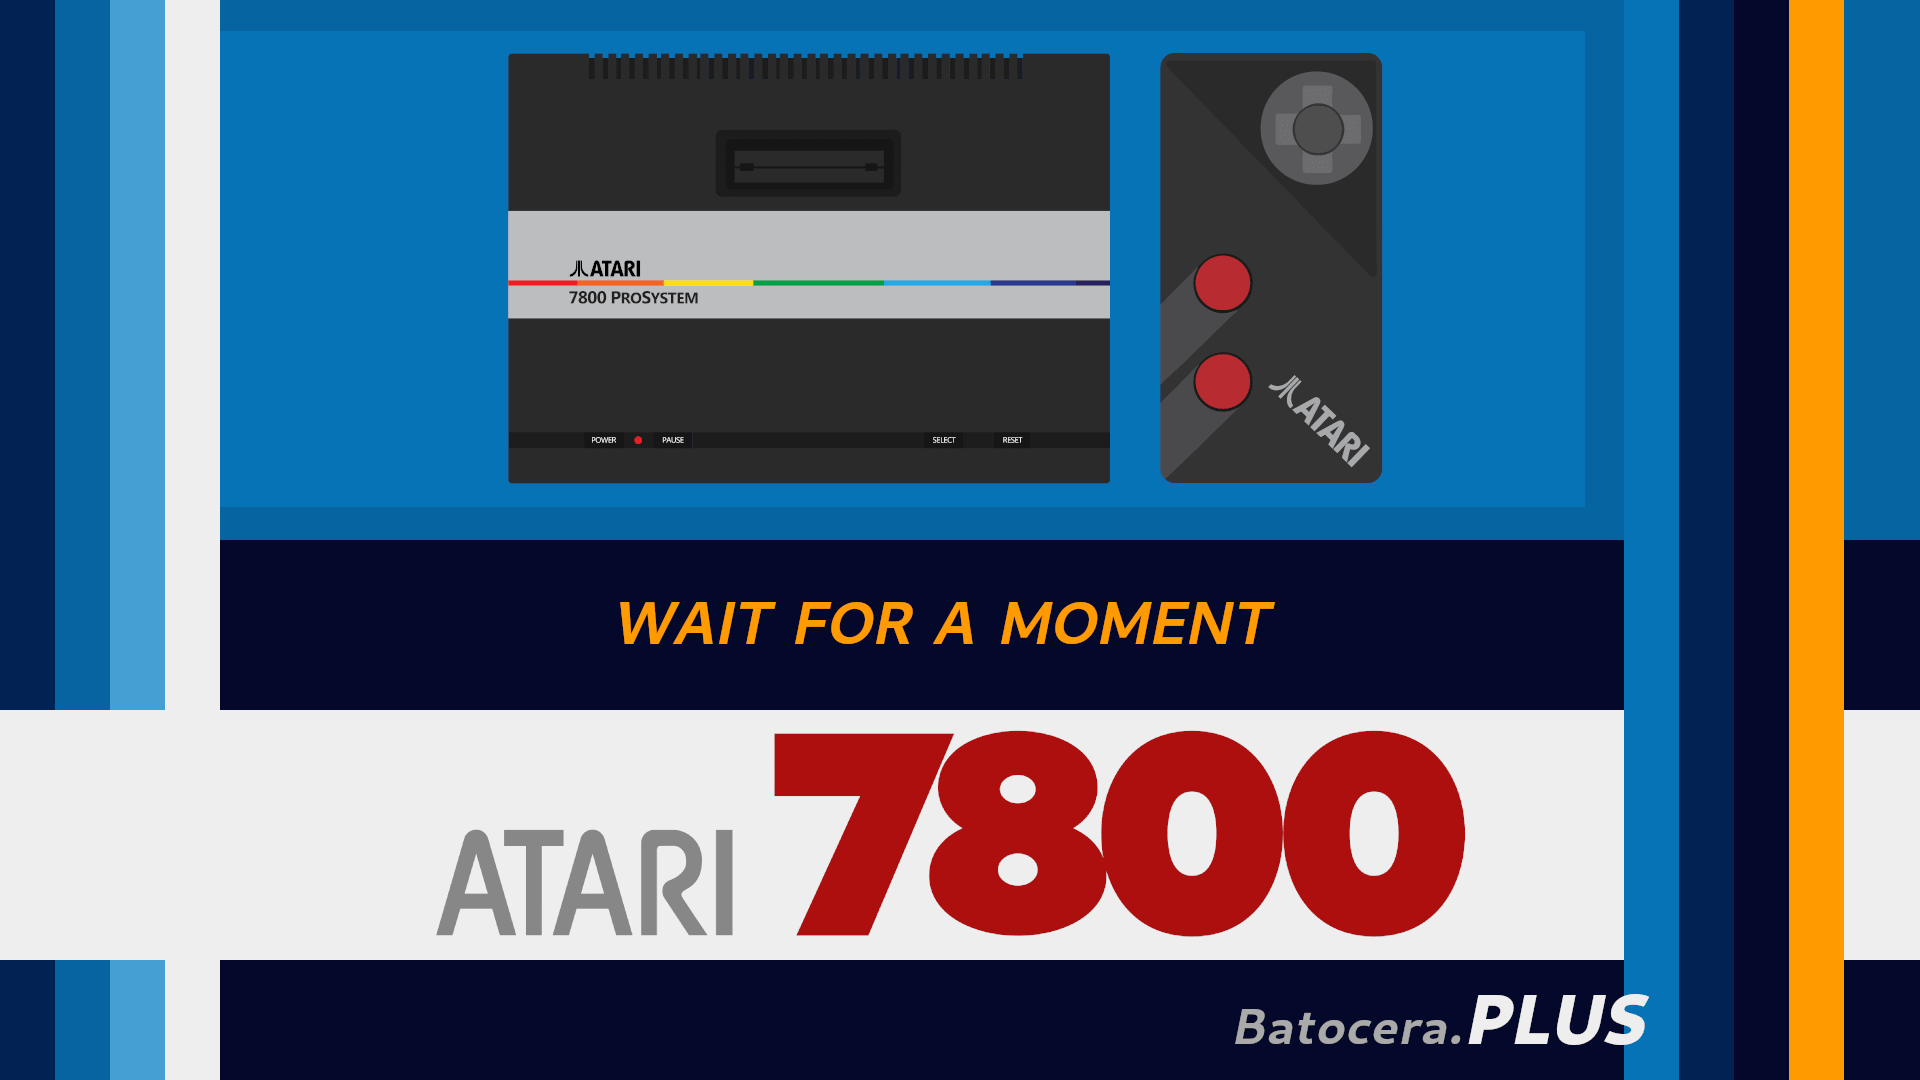 ATARI
7800 PROSYSTEM
POWER PAUSE SELECT RESET
ATARI
WAIT FOR A MOMENT
ATARI 7800
Batocera.PLUS